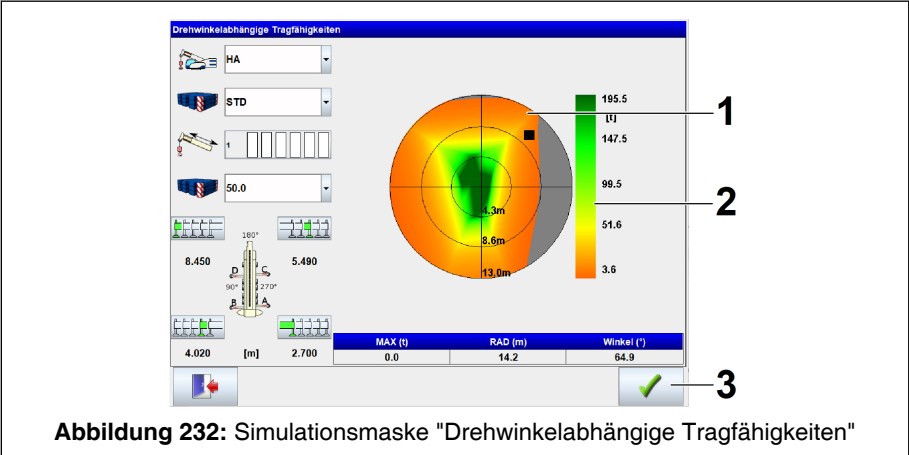 Drehwinkelabhängige Tragfähigkeiten
HA
STD
1
50.0
8.450
5.490
180°
D
C
90°
270°
B
A
4.020
[m]
2.700
4.3m
8.6m
13.0m
195.5
[t]
147.5
99.5
51.6
3.6
1
2
3
MAX (t) RAD (m) Winkel (°)
0.0 14.2 64.9
Abbildung 232: Simulationsmaske "Drehwinkelabhängige Tragfähigkeiten"